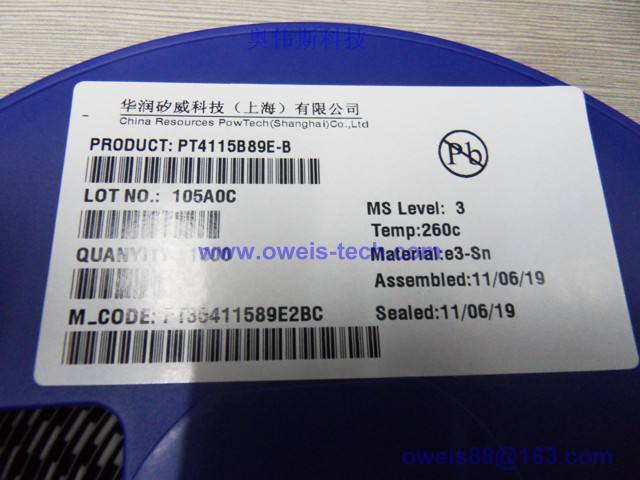 奥伟斯科技
华润矽威科技（上海）有限公司
China Resources PowTech(Shanghai)Co.,Ltd
PRODUCT: PT4115B89E-B
Pb
LOT NO.: 105A0C
MS Level: 3
Temp:260c
www.oweis-tech.com
Material:e3-Sn
Assembled:11/06/19
M_CODE: PT36411589E2BC
Sealed:11/06/19
oweis88@163.com